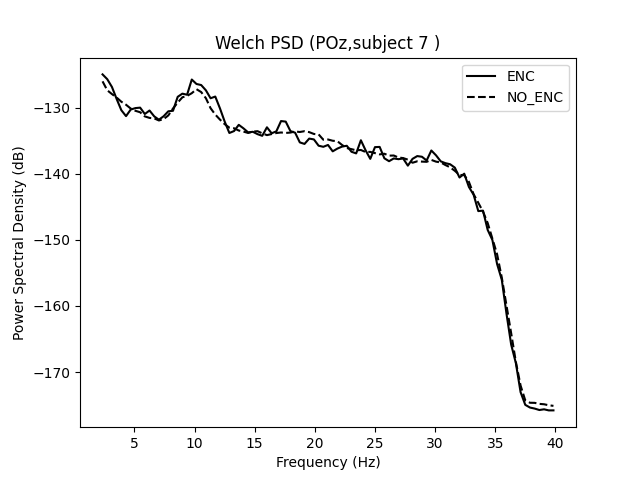 Welch PSD (POz,subject 7 )
ENC
NO_ENC
Power Spectral Density (dB)
−130
−140
−150
−160
−170
5 10 15 20 25 30 35 40
Frequency (Hz)